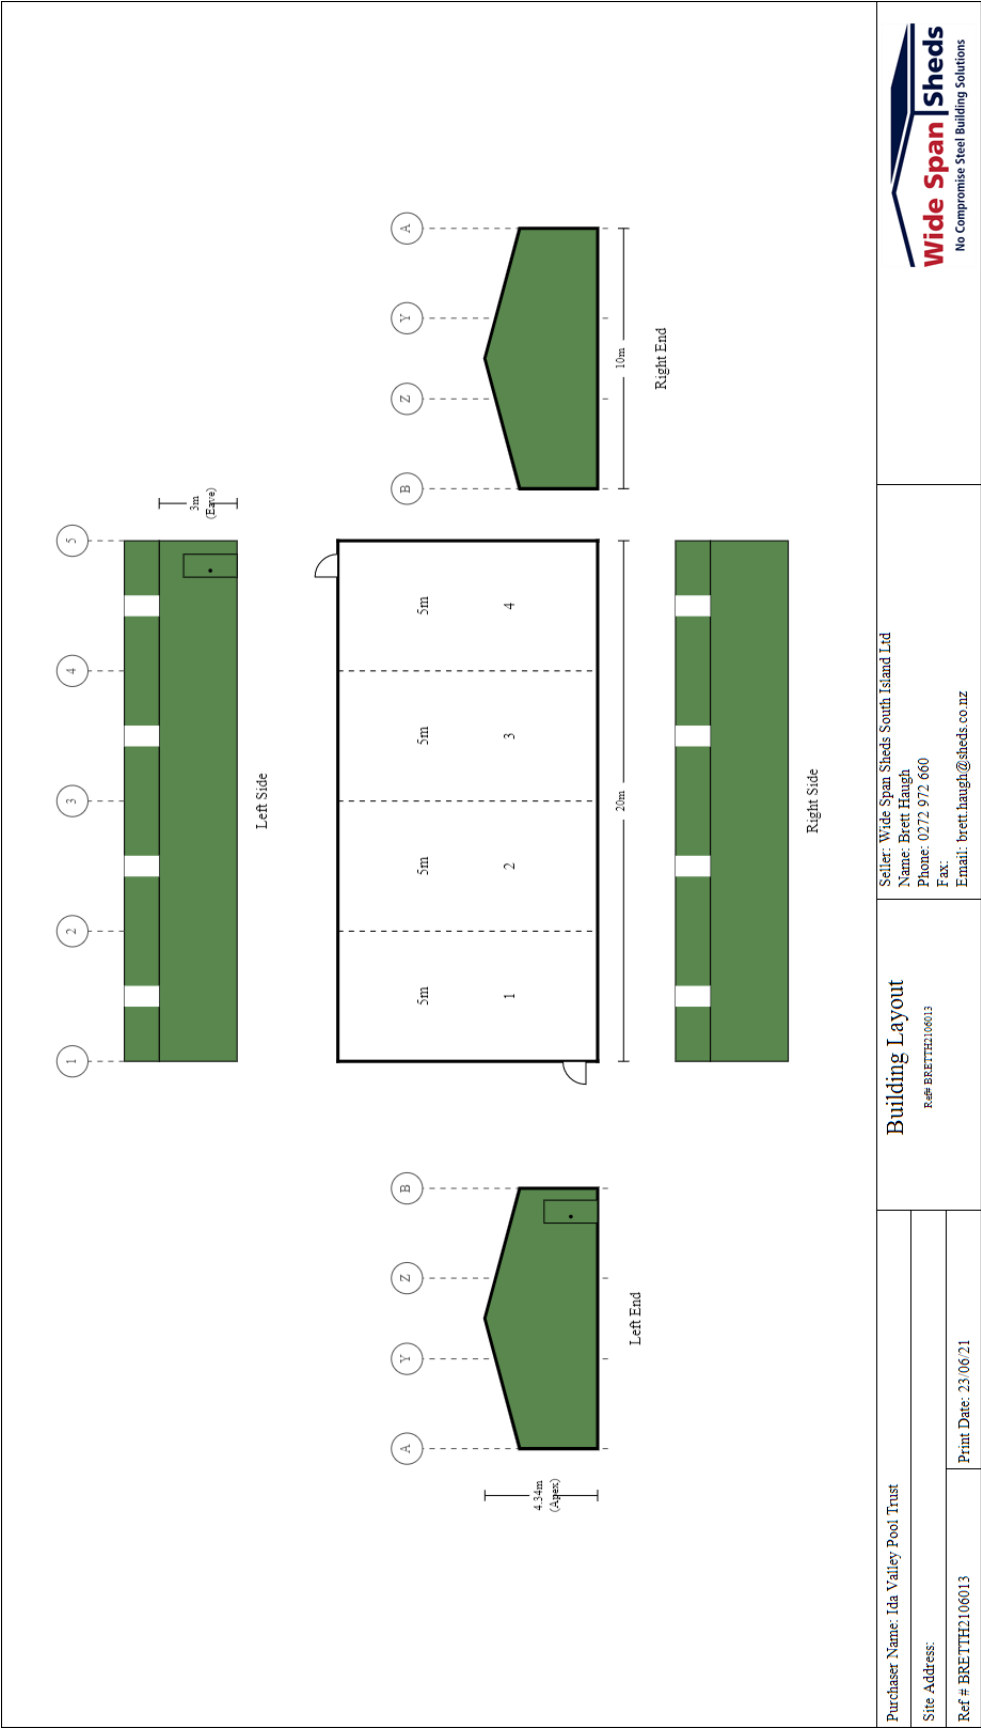 1
2
3
4
5
3m
(Eave)
Left Side
B
Z
Y
A
4.34m
(Apex)
Left End
5m
5m
5m
5m
1
2
3
4
20m
B
Z
Y
A
10m
Right End
Right Side
Purchaser Name: Ida Valley Pool Trust
Site Address:
Ref # BRETTH2106013
Print Date: 23/06/21
Building Layout
Ref# BRETTH2106013
Seller: Wide Span Sheds South Island Ltd
Name: Brett Haugh
Phone: 0272 972 660
Fax:
Email: brett.haugh@sheds.co.nz
Wide Span Sheds
No Compromise Steel Building Solutions